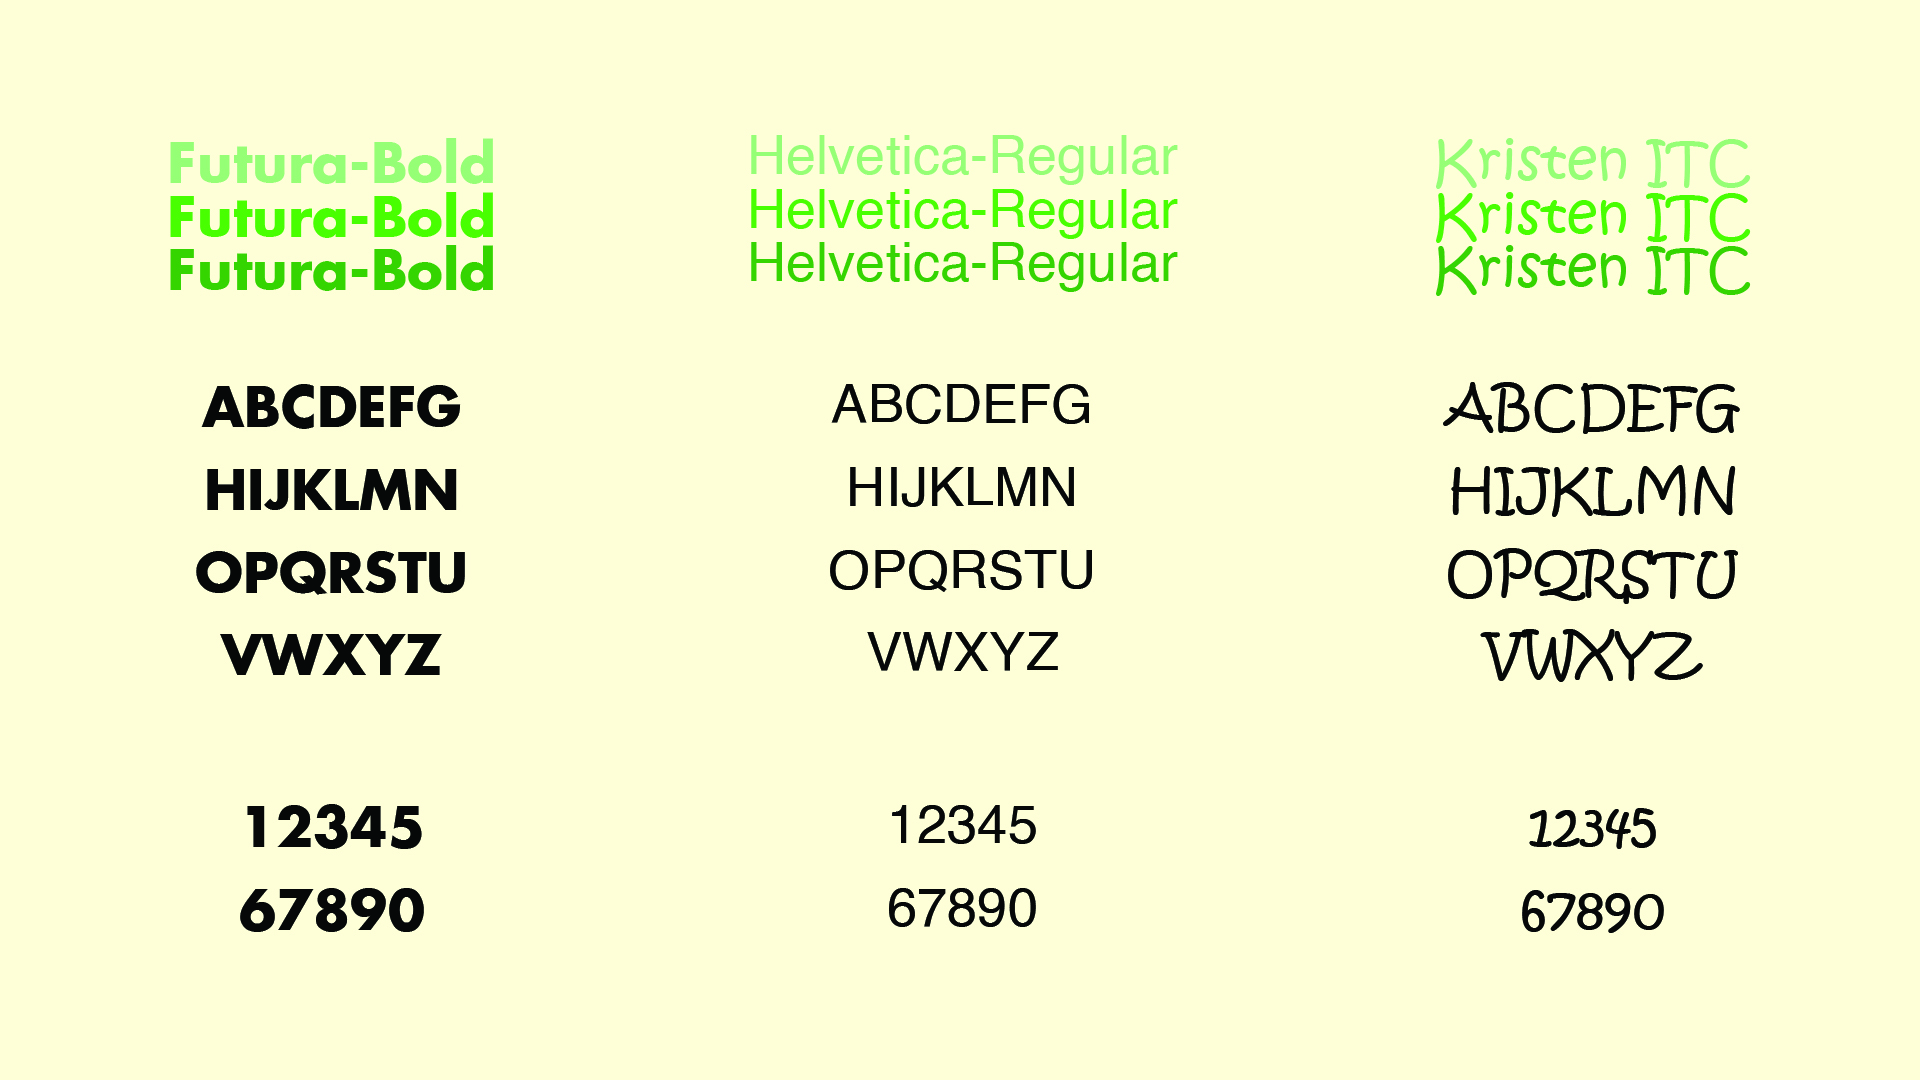 Futura-Bold
Futura-Bold
Futura-Bold
ABCDEFG
HIJKLMN
OPQRSTU
VWXYZ
12345
67890
Helvetica-Regular
Helvetica-Regular
Helvetica-Regular
ABCDEFG
HIJKLMN
OPQRSTU
VWXYZ
12345
67890
Kristen ITC
Kristen ITC
Kristen ITC
ABCDEFG
HIJKLMN
OPQRSTU
VWXYZ
12345
67890